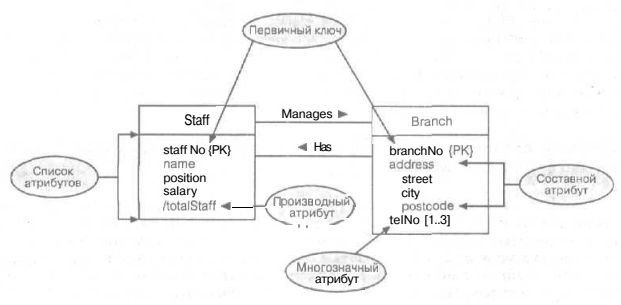 Первичный ключ
Staff
Manages ►
Branch
◄ Has
staff No {PK}
name
position
salary
/totalStaff
branchNo {PK}
address
street
city
postcode
telNo [1..3]
Список
атрибутов
Производный
атрибут
Составной
атрибут
Многозначный
атрибут